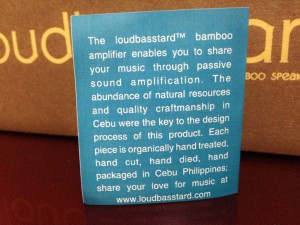 loud
The loudbasstard™ bamboo
amplifier enables you to share
your music through passive
sound amplification. The
abundance of natural resources
and quality craftmanship in
Cebu were the key to the design
process of this product. Each
piece is organically hand treated,
hand cut, hand died, hand
packaged in Cebu Philippines;
share your love for music at
www.loudbasstard.com
BOO SPEAK